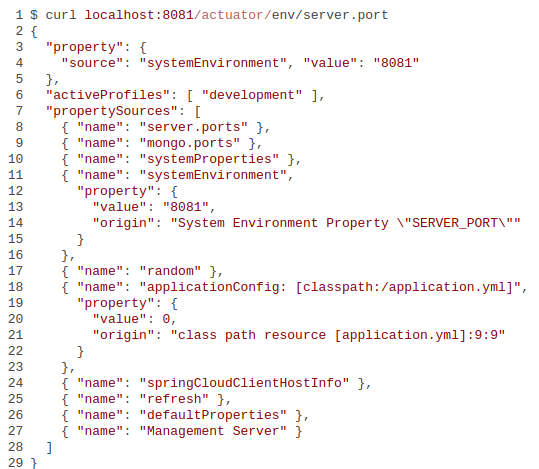 1 $ curl localhost:8081/actuator/env/server.port
2 {
3   "property": {
4     "source": "systemEnvironment", "value": "8081"
5   },
6   "activeProfiles": [ "development" ],
7   "propertySources": [
8     { "name": "server.ports" },
9     { "name": "mongo.ports" },
10     { "name": "systemProperties" },
11     { "name": "systemEnvironment",
12       "property": {
13         "value": "8081",
14         "origin": "System Environment Property \"SERVER_PORT\""
15       }
16     },
17     { "name": "random" },
18     { "name": "applicationConfig: [classpath:/application.yml]",
19       "property": {
20         "value": 0,
21         "origin": "class path resource [application.yml]:9:9"
22       }
23     },
24     { "name": "springCloudClientHostInfo" },
25     { "name": "refresh" },
26     { "name": "defaultProperties" },
27     { "name": "Management Server" }
28   ]
29 }